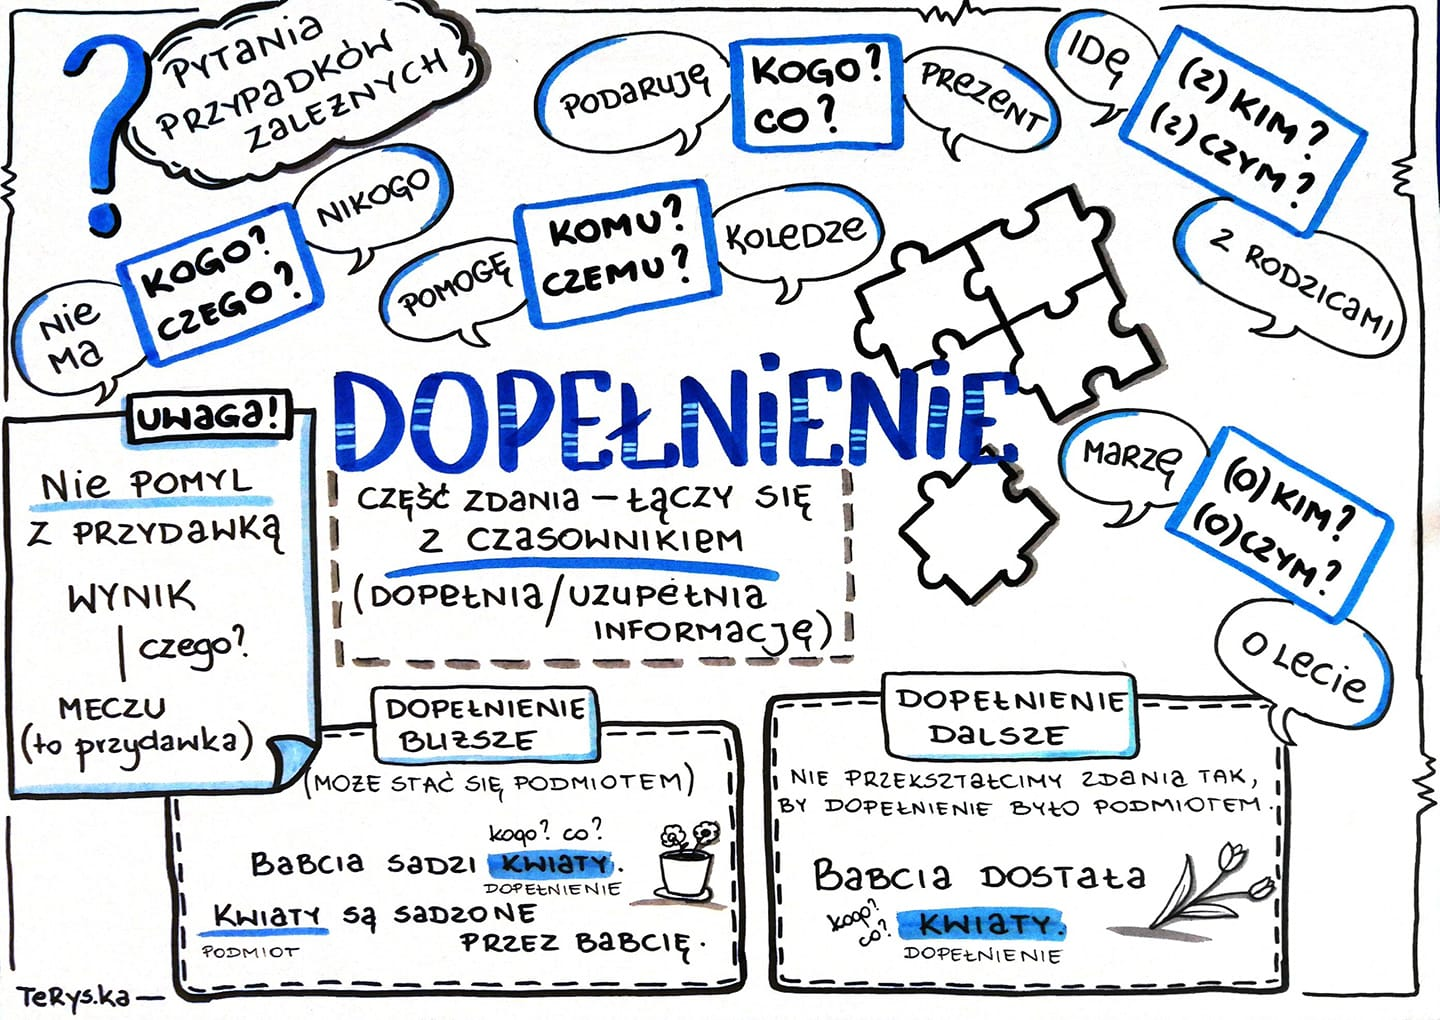 PYTANIA
PRZYPADKÓW
ZALEŻNYCH
NIE
MA
KOGO?
CZEGO?
NIKOGO
POMOGĘ
KOMU?
CZEMU?
KOLEDZE
PODARUJĘ
KOGO?
CO?
PREZENT
IDĘ
(Z) KIM?
(Z) CZYM?
Z RODZICAMI
MARZĘ
(O) KIM?
(O) CZYM?
O LECIE
DOPEŁNIENIE
CZĘŚĆ ZDANIA – ŁĄCZY SIĘ
Z CZASOWNIKIEM
(DOPEŁNIA/UZUPEŁNIA
INFORMACJĘ)
UWAGA!
NIE POMYL
Z PRZYDAWKĄ
WYNIK
czego?
MECZU
(to przydawka)
DOPEŁNIENIE
BLIŻSZE
(MOŻE STAĆ SIĘ PODMIOTEM)
kogo? co?
BABCIA SADZI KWIATY.
DOPEŁNIENIE
KWIATY SĄ SADZONE
PODMIOT
PRZEZ BABCIĘ.
DOPEŁNIENIE
DALSZE
NIE PRZEKSZTAŁCIMY ZDANIA TAK,
BY DOPEŁNIENIE BYŁO PODMIOTEM.
BABCIA DOSTAŁA
kogo?
co?
KWIATY.
DOPEŁNIENIE
TERYS.KA